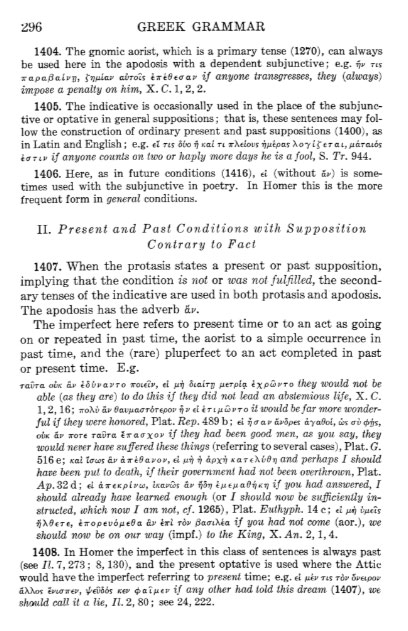 296 GREEK GRAMMAR
1404. The gnomic aorist, which is a primary tense (1270), can always
be used here in the apodosis with a dependent subjunctive; e.g. ἤν τις
παραβαίνῃ, ζημίαν αὐτοῖς ἐπέθεσαν if anyone transgresses, they (always)
impose a penalty on him, X. C. 1, 2, 2.
1405. The indicative is occasionally used in the place of the subjunc-
tive or optative in general suppositions; that is, these sentences may fol-
low the construction of ordinary present and past suppositions (1400), as
in Latin and English; e.g. εἴ τις δύο ἢ καί τι πλείους ἡμέρας λογίζεται, μάταιός
ἐστιν if anyone counts on two or haply more days he is a fool, S. Tr. 944.
1406. Here, as in future conditions (1416), εἰ (without ἄν) is some-
times used with the subjunctive in poetry. In Homer this is the more
frequent form in general conditions.
II. Present and Past Conditions with Supposition
Contrary to Fact
1407. When the protasis states a present or past supposition,
implying that the condition is not or was not fulfilled, the second-
ary tenses of the indicative are used in both protasis and apodosis.
The apodosis has the adverb ἄν.
The imperfect here refers to present time or to an act as going
on or repeated in past time, the aorist to a simple occurrence in
past time, and the (rare) pluperfect to an act completed in past
or present time. E.g.
ταῦτα οὐκ ἂν ἐδύναντο ποιεῖν, εἰ μὴ διαίτῃ μετρίᾳ ἐχρῶντο they would not be
able (as they are) to do this if they did not lead an abstemious life, X. C.
1, 2, 16; πολὺ ἂν θαυμαστότερον ἦν εἰ ἐτιμῶντο it would be far more wonder-
ful if they were honored, Plat. Rep. 489 b; εἰ ἦσαν ἄνδρες ἀγαθοί, ὡς σὺ φῄς,
οὐκ ἄν ποτε ταῦτα ἔπασχον if they had been good men, as you say, they
would never have suffered these things (referring to several cases), Plat. G.
516 e; καὶ ἴσως ἂν ἀπέθανον, εἰ μὴ ἡ ἀρχὴ κατελύθη and perhaps I should
have been put to death, if their government had not been overthrown, Plat.
Ap. 32 d; εἰ ἀπεκρίνω, ἱκανῶς ἂν ἤδη ἐμεμαθήκη if you had answered, I
should already have learned enough (or I should now be sufficiently in-
structed, which now I am not, cf. 1265), Plat. Euthyph. 14 c; εἰ μὴ ὑμεῖς
ἤλθετε, ἐπορευόμεθα ἂν ἐπὶ τὸν βασιλέα if you had not come (aor.), we
should now be on our way (impf.) to the King, X. An. 2, 1, 4.
1408. In Homer the imperfect in this class of sentences is always past
(see Il. 7, 273; 8, 130), and the present optative is used where the Attic
would have the imperfect referring to present time; e.g. εἰ μέν τις τὸν ὄνειρον
ἄλλος ἔνισπεν, ψεῦδός κεν φαῖμεν if any other had told this dream (1407), we
should call it a lie, Il. 2, 80; see 24, 222.